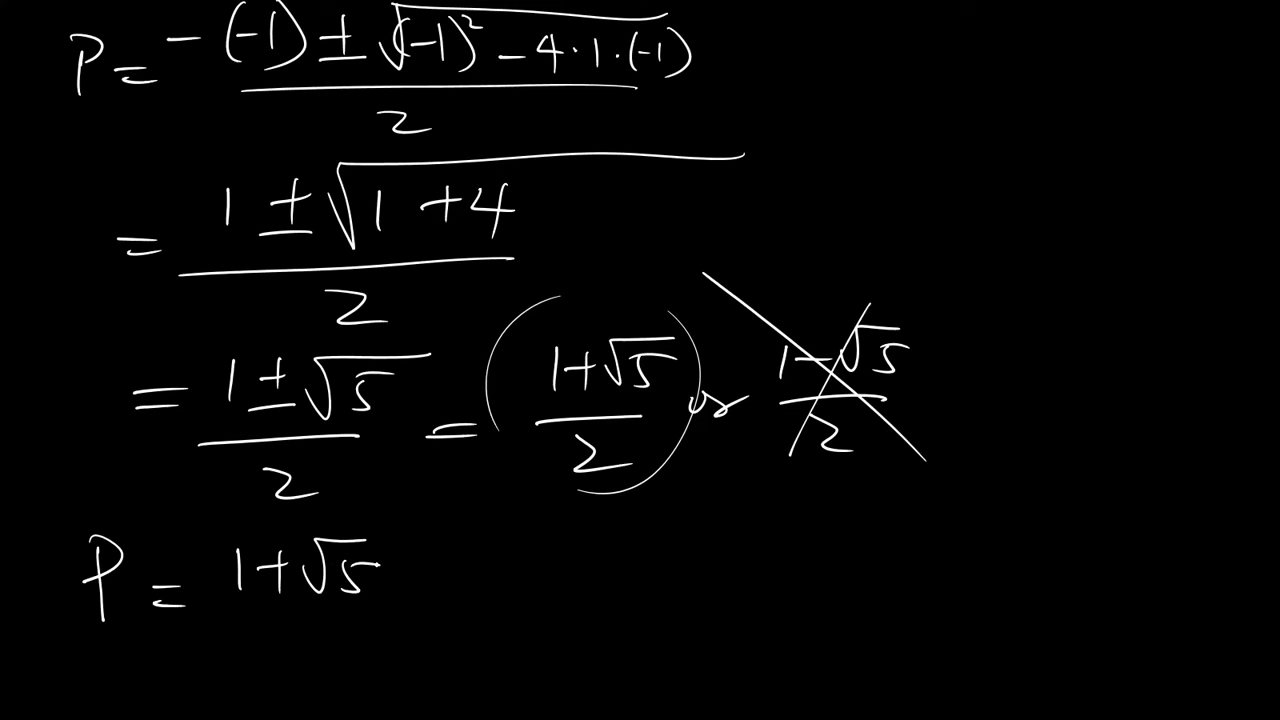 P = -(-1) ± √(-1)² - 4·1·(-1) / 2
= 1 ± √1 + 4 / 2
= 1 ± √5 / 2 = (1 + √5 / 2) or 1 - √5 / 2
P = 1 + √5